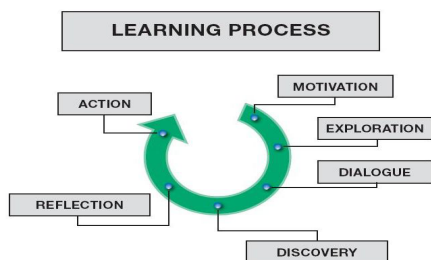 LEARNING PROCESS
MOTIVATION
ACTION
EXPLORATION
DIALOGUE
REFLECTION
DISCOVERY